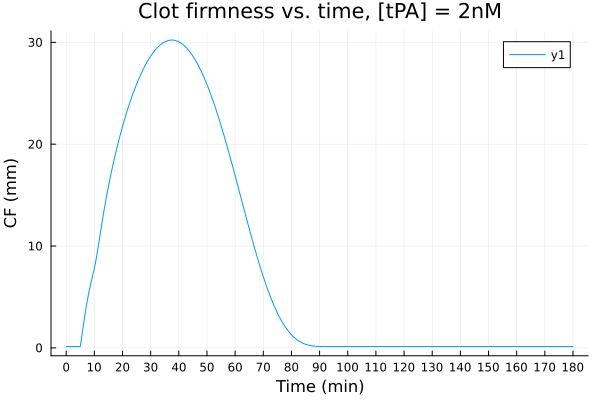 Clot firmness vs. time, [tPA] = 2nM
y1
30
20
10
0
CF (mm)
0 10 20 30 40 50 60 70 80 90 100 110 120 130 140 150 160 170 180
Time (min)